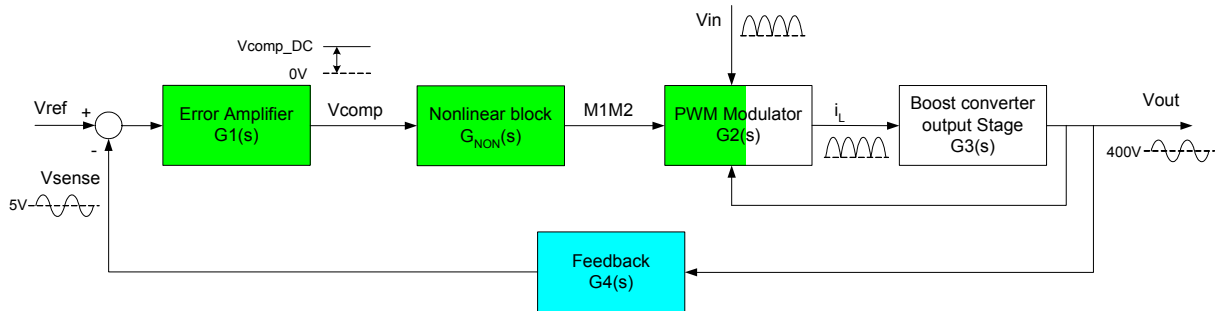 Vin
Vcomp_DC
0V
Vref
+
-
Error Amplifier
G1(s)
Vcomp
Nonlinear block
GNON(s)
M1M2
PWM Modulator
G2(s)
iL
Boost converter
output Stage
G3(s)
Vout
400V
Vsense
5V
Feedback
G4(s)